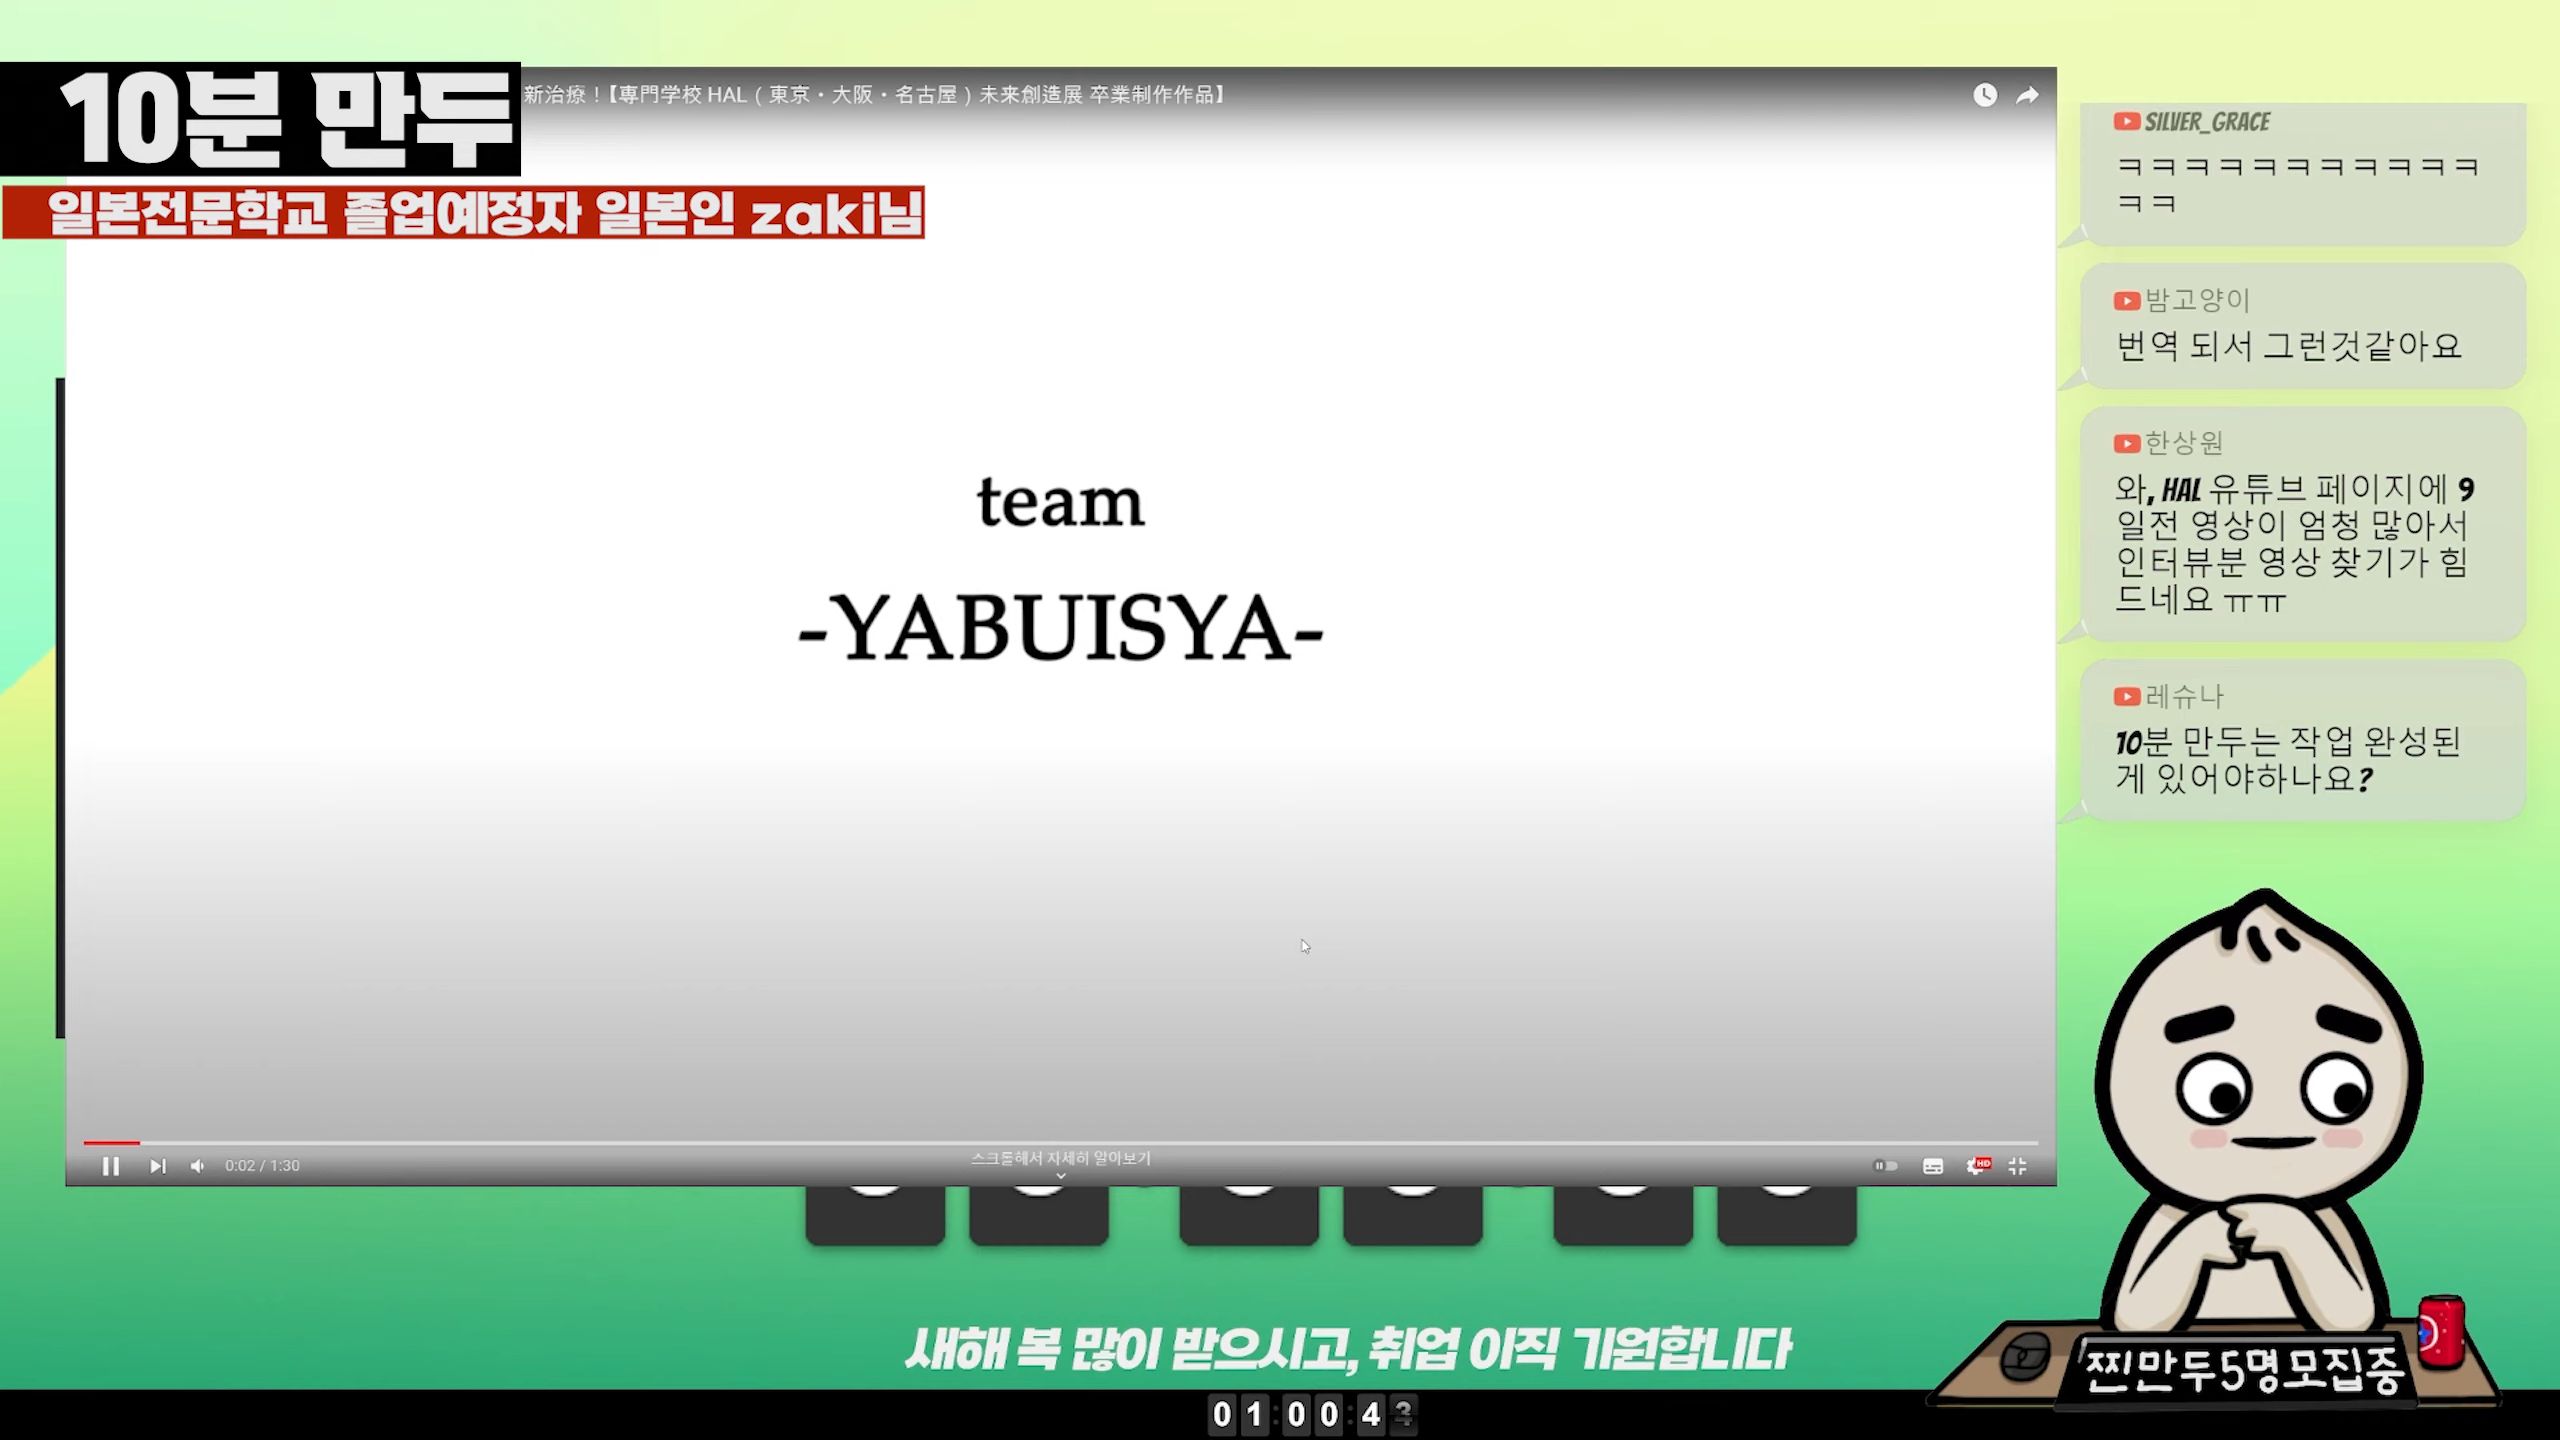 10분 만두
新治療！【専門学校 HAL（東京・大阪・名古屋）未来創造展 卒業制作作品】
일본전문학교 졸업예정자 일본인 zaki님
team
-YABUISYA-
0:02 / 1:30
스크롤해서 자세히 알아보기
HD
SILVER_GRACE
ㅋㅋㅋㅋㅋㅋㅋㅋㅋㅋㅋ
ㅋㅋ
밤고양이
번역 되서 그런것같아요
한상원
와, HAL 유튜브 페이지에 9
일전 영상이 엄청 많아서
인터뷰분 영상 찾기가 힘
드네요 ㅠㅠ
레슈나
10분 만두는 작업 완성된
게 있어야하나요?
새해 복 많이 받으시고, 취업 이직 기원합니다
찐만두5명모집중
01:00:43